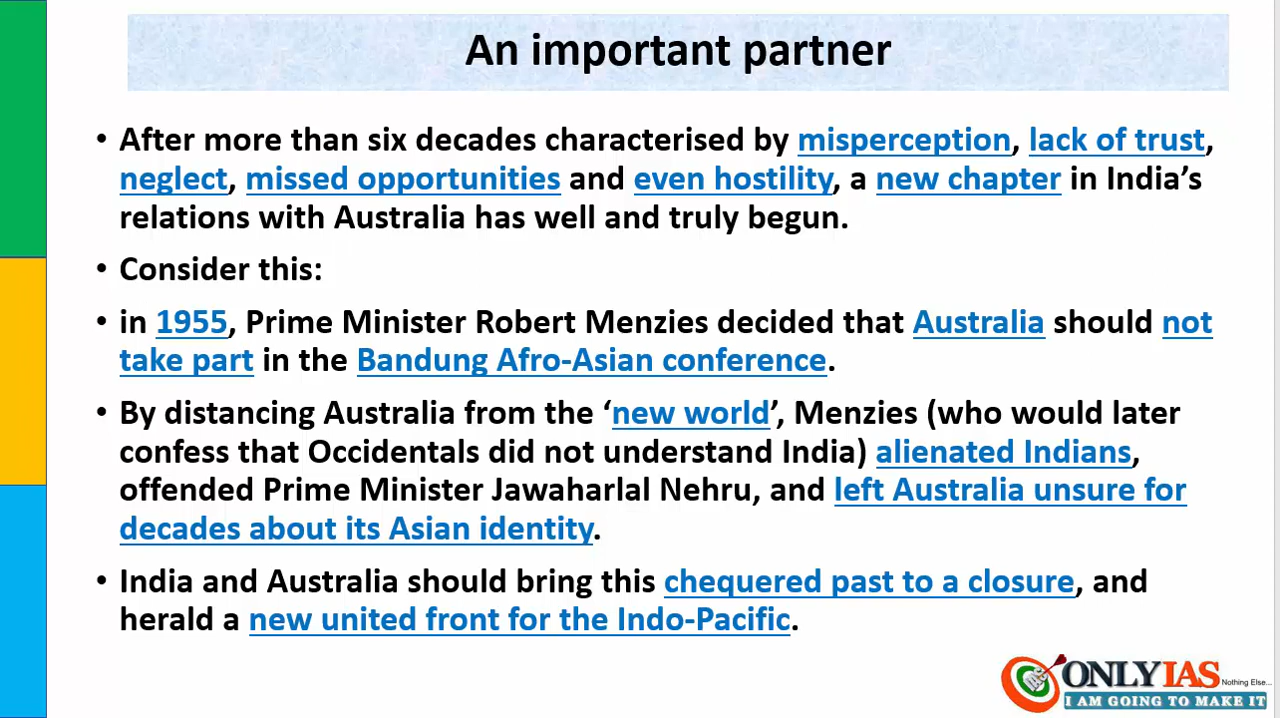 An important partner
• After more than six decades characterised by misperception, lack of trust,
neglect, missed opportunities and even hostility, a new chapter in India’s
relations with Australia has well and truly begun.
• Consider this:
• in 1955, Prime Minister Robert Menzies decided that Australia should not
take part in the Bandung Afro-Asian conference.
• By distancing Australia from the ‘new world’, Menzies (who would later
confess that Occidentals did not understand India) alienated Indians,
offended Prime Minister Jawaharlal Nehru, and left Australia unsure for
decades about its Asian identity.
• India and Australia should bring this chequered past to a closure, and
herald a new united front for the Indo-Pacific.
ONLYIAS Nothing Else...
I AM GOING TO MAKE IT